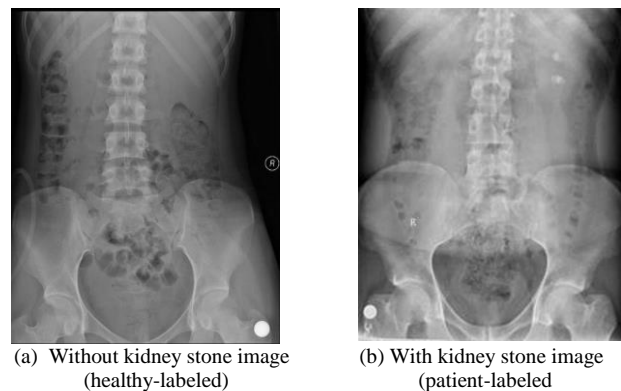 R
R
(a) Without kidney stone image
(healthy-labeled)
(b) With kidney stone image
(patient-labeled